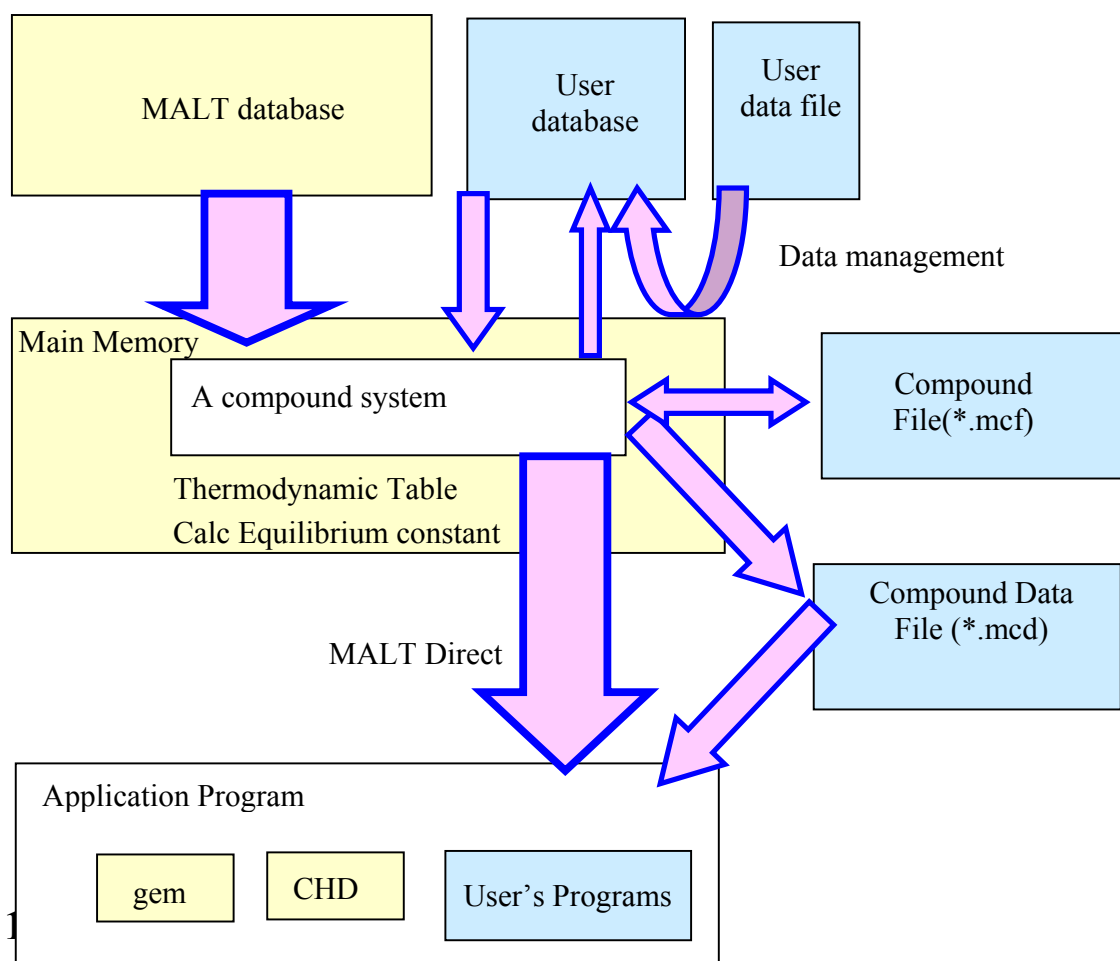 MALT database
User
database
User
data file
Data management
Main Memory
A compound system
Compound
File(*.mcf)
Thermodynamic Table
Calc Equilibrium constant
Compound Data
File (*.mcd)
MALT Direct
Application Program
gem
CHD
User’s Programs